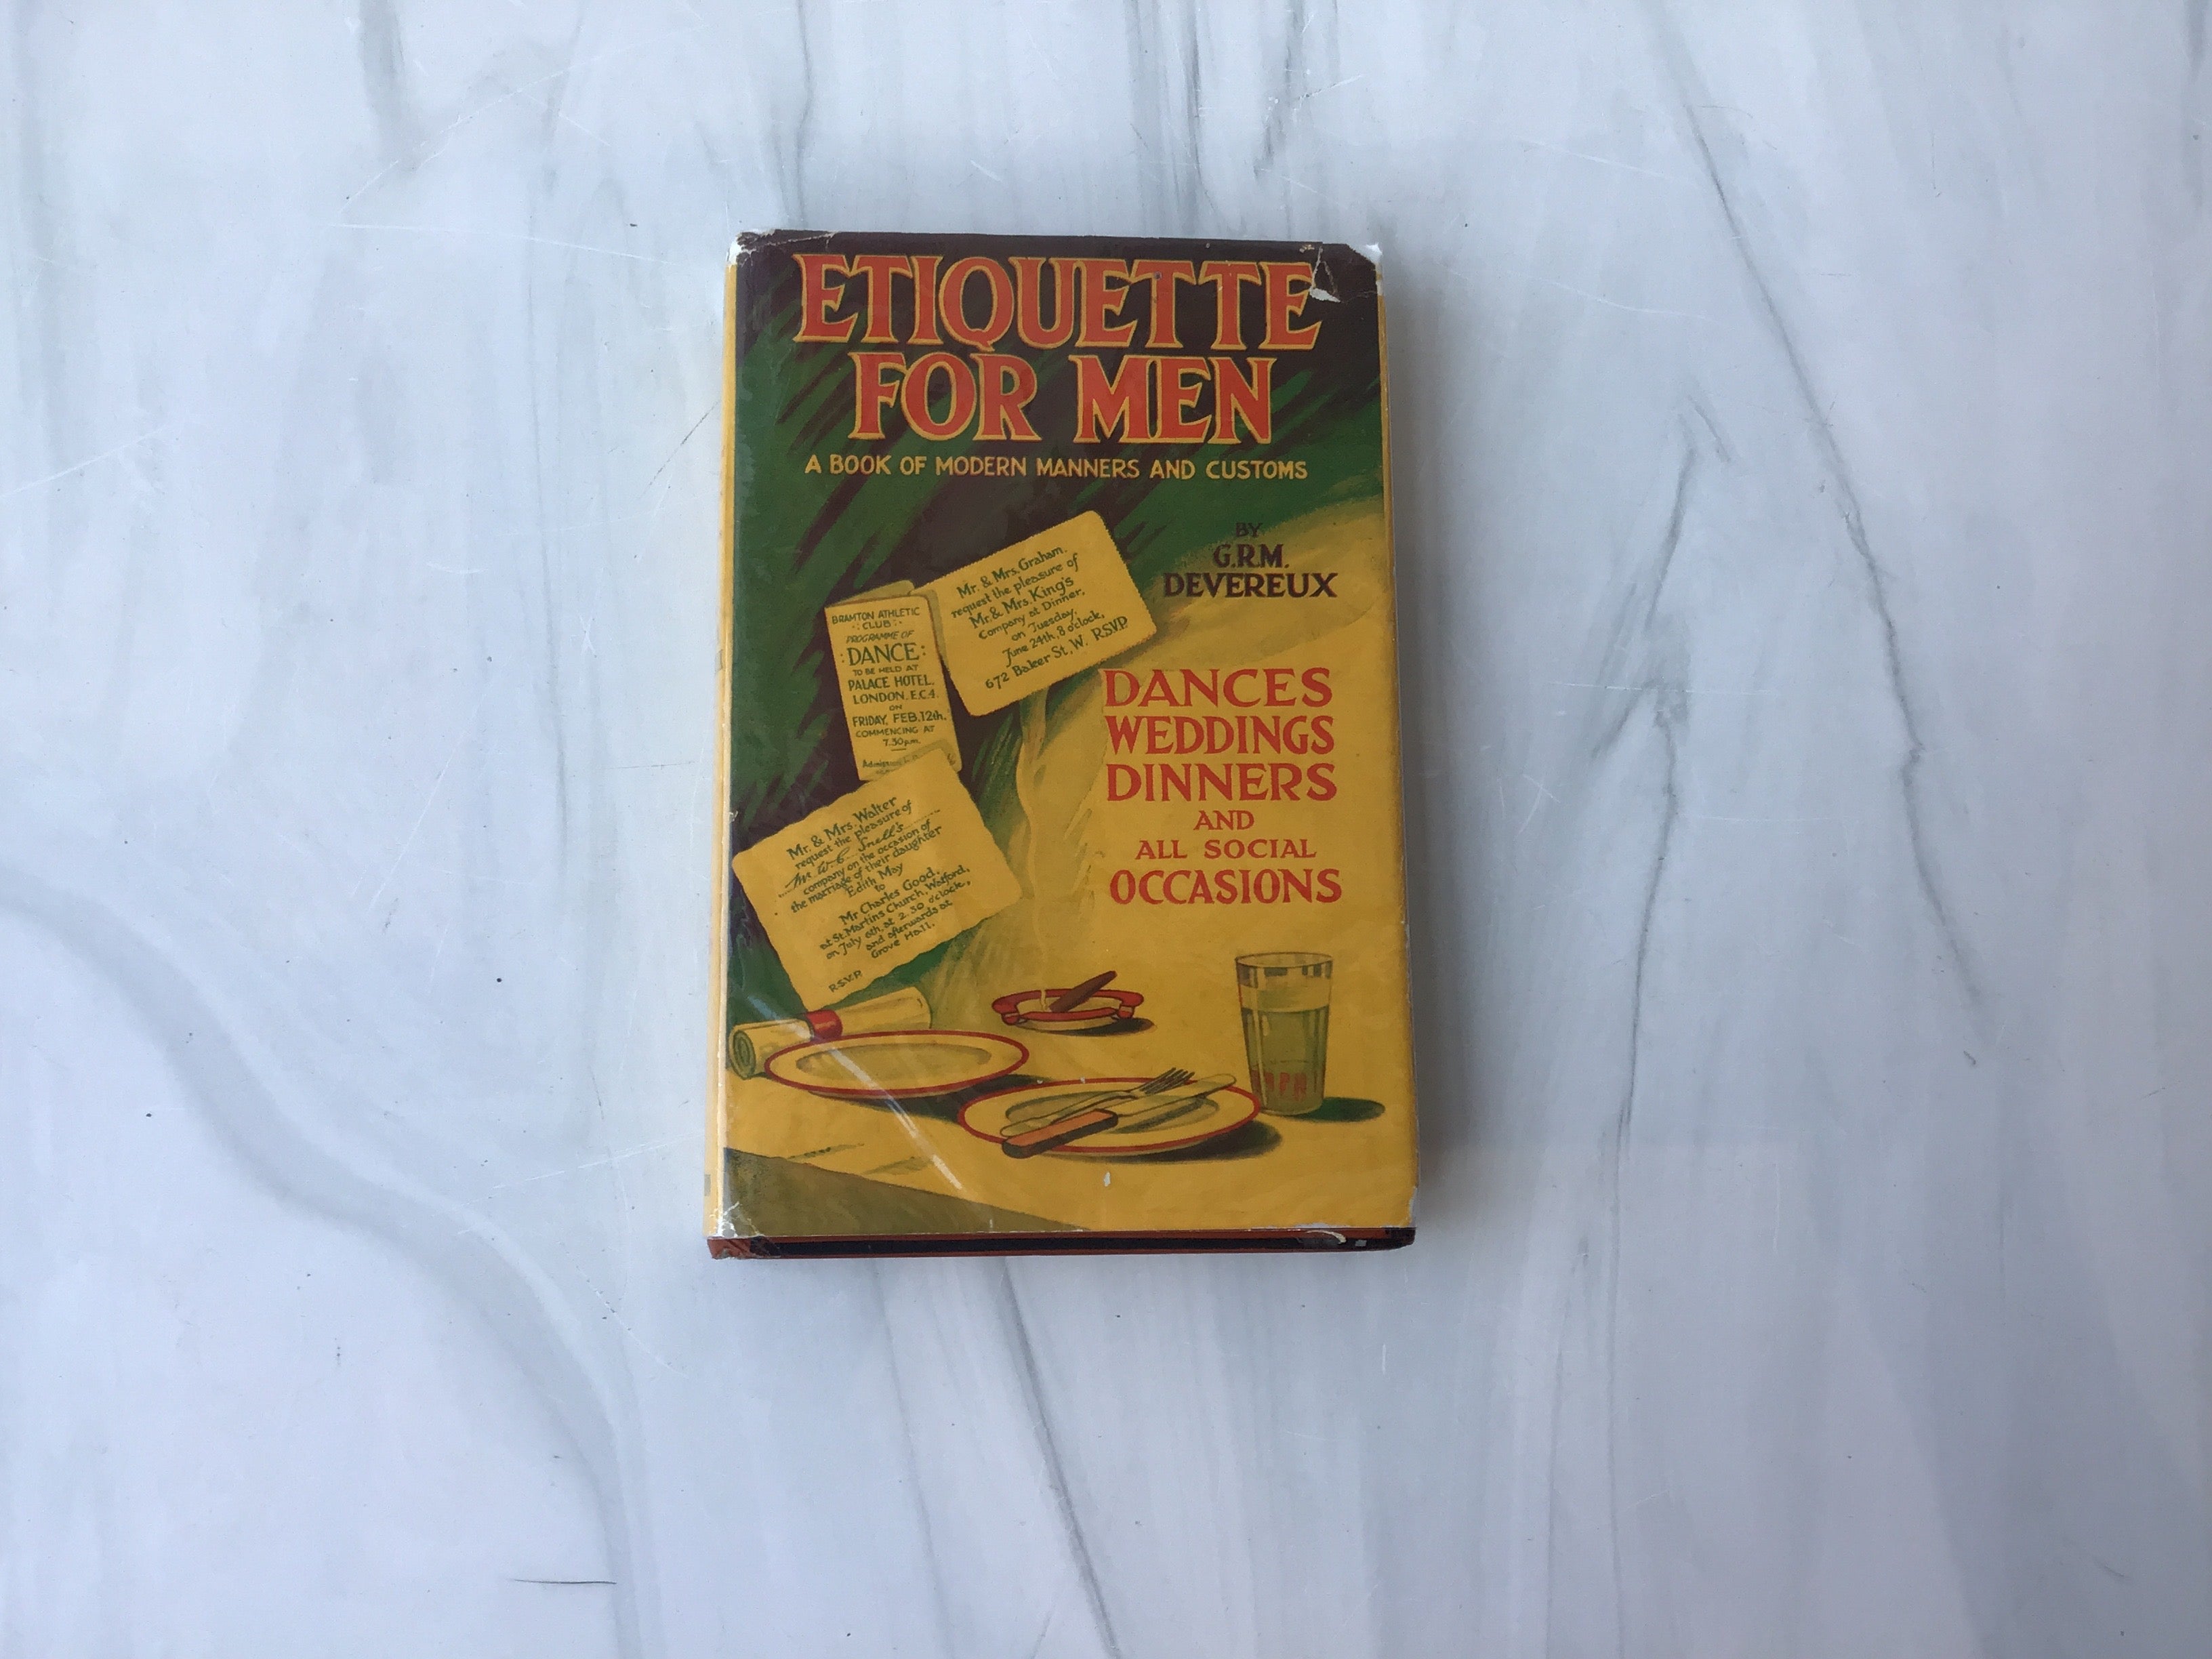 ETIQUETTE
FOR MEN
A BOOK OF MODERN MANNERS AND CUSTOMS
BY
G.R.M.
DEVEREUX
Mr. & Mrs. Graham.
request the pleasure of
Mr. & Mrs. King's
Company at Dinner,
on Tuesday,
June 24th, 8 o'clock,
672 Baker St., W. RSVP.
BRAMTON ATHLETIC
CLUB
PROGRAMME OF
DANCE
TO BE HELD AT
PALACE HOTEL,
LONDON, E.C.4.
ON
FRIDAY, FEB. 12th.
COMMENCING AT
7.30 p.m.
DANCES
WEDDINGS
DINNERS
AND
ALL SOCIAL
OCCASIONS
Mr. & Mrs. Walter
request the pleasure of
Snell's
company on the occasion of
the marriage of their daughter
Edith May
to
Mr Charles Good,
at St. Martins Church, Watford,
on July 6th, at 2.30 o'clock,
and afterwards at
Grove Hall.
R.S.V.P.